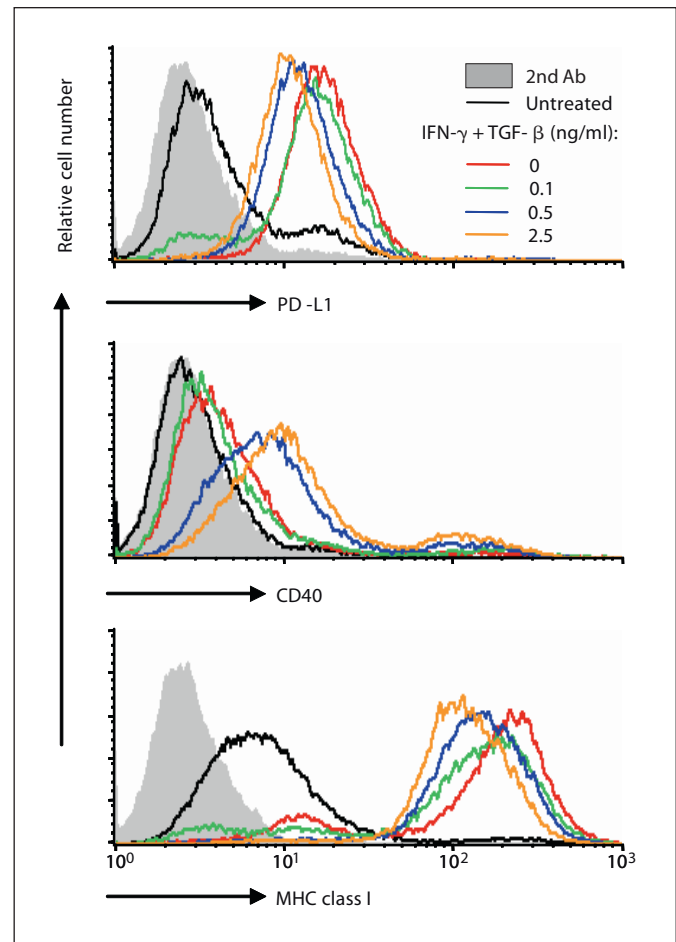 Relative cell number
2nd Ab
Untreated
IFN-γ + TGF- β (ng/ml):
0
0.1
0.5
2.5
PD -L1
CD40
10⁰ 10¹ 10² 10³
MHC class I